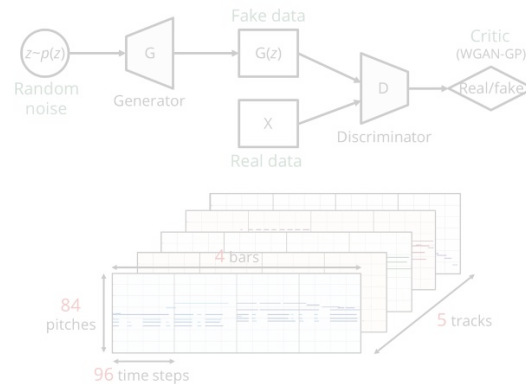 Fake data
z~p(z)
G
G(z)
Random
noise
Generator
X
Real data
D
Discriminator
Critic
(WGAN-GP)
Real/fake
4 bars
84
pitches
5 tracks
96 time steps